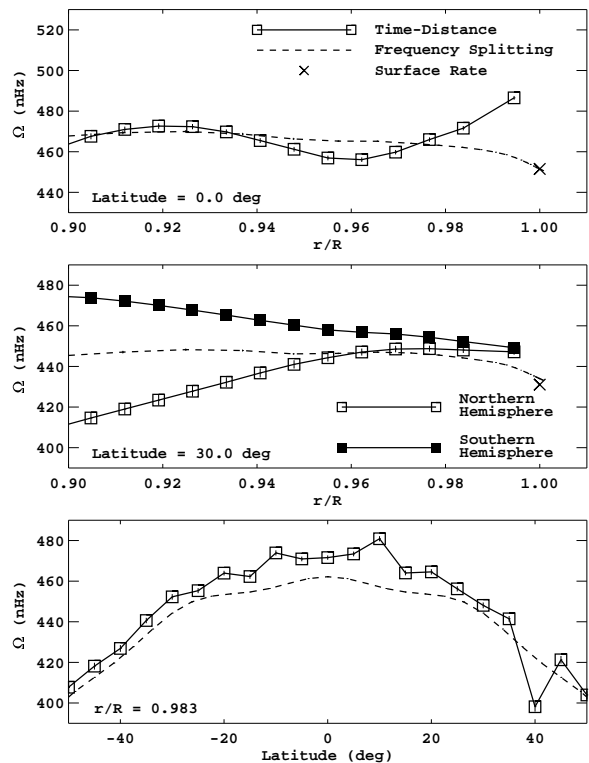 520
500
480
460
440
Ω (nHz)
Time-Distance
Frequency Splitting
Surface Rate
Latitude = 0.0 deg
0.90 0.92 0.94 0.96 0.98 1.00
r/R
480
460
440
420
400
Ω (nHz)
Northern
Hemisphere
Southern
Hemisphere
Latitude = 30.0 deg
0.90 0.92 0.94 0.96 0.98 1.00
r/R
480
460
440
420
400
Ω (nHz)
r/R = 0.983
-40 -20 0 20 40
Latitude (deg)